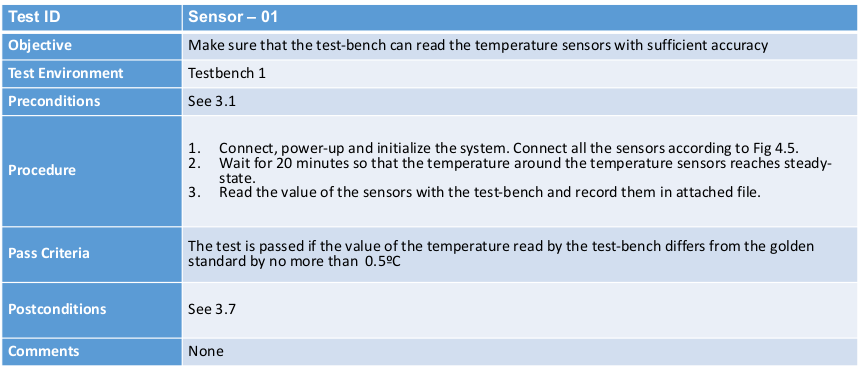 Test ID Sensor – 01
Objective Make sure that the test-bench can read the temperature sensors with sufficient accuracy
Test Environment Testbench 1
Preconditions See 3.1
Procedure
1. Connect, power-up and initialize the system. Connect all the sensors according to Fig 4.5.
2. Wait for 20 minutes so that the temperature around the temperature sensors reaches steady-
state.
3. Read the value of the sensors with the test-bench and record them in attached file.
Pass Criteria
The test is passed if the value of the temperature read by the test-bench differs from the golden
standard by no more than 0.5ºC
Postconditions See 3.7
Comments None